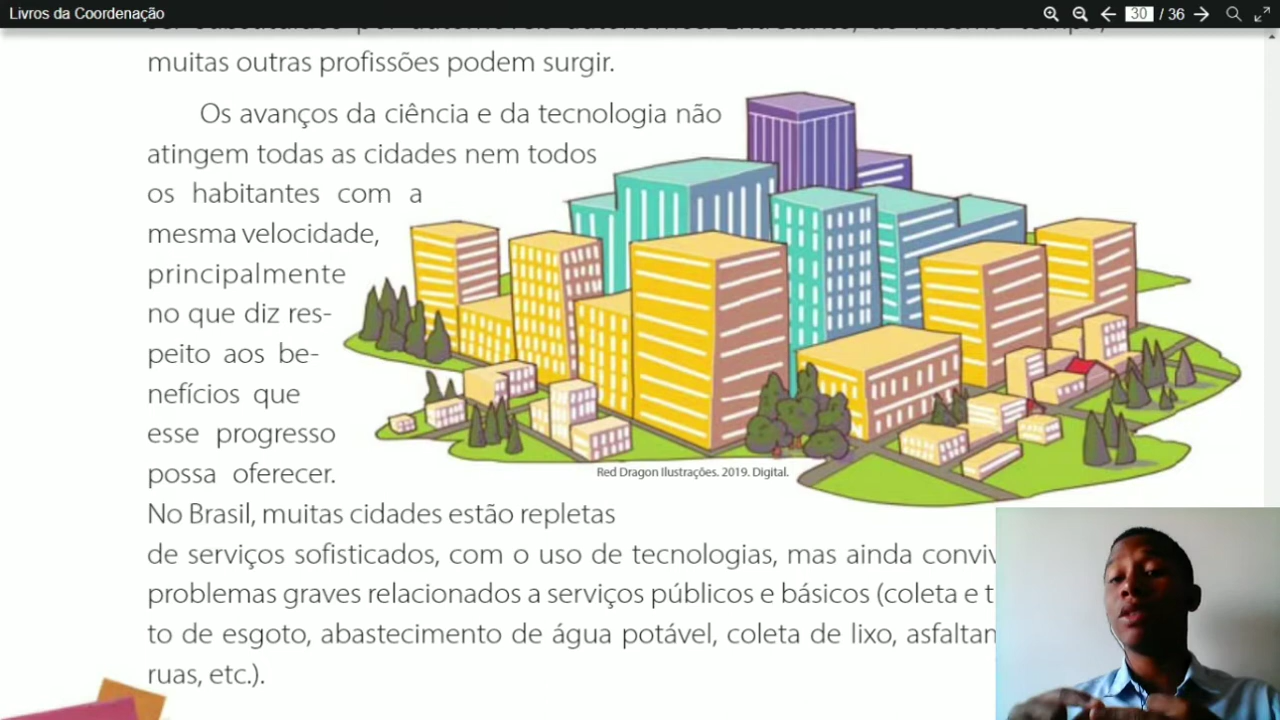 Livros da Coordenação
30 / 36
muitas outras profissões podem surgir.
Os avanços da ciência e da tecnologia não
atingem todas as cidades nem todos
os habitantes com a
mesma velocidade,
principalmente
no que diz res-
peito aos be-
nefícios que
esse progresso
possa oferecer.
Red Dragon Ilustrações. 2019. Digital.
No Brasil, muitas cidades estão repletas
de serviços sofisticados, com o uso de tecnologias, mas ainda conviv
problemas graves relacionados a serviços públicos e básicos (coleta e t
to de esgoto, abastecimento de água potável, coleta de lixo, asfaltan
ruas, etc.).